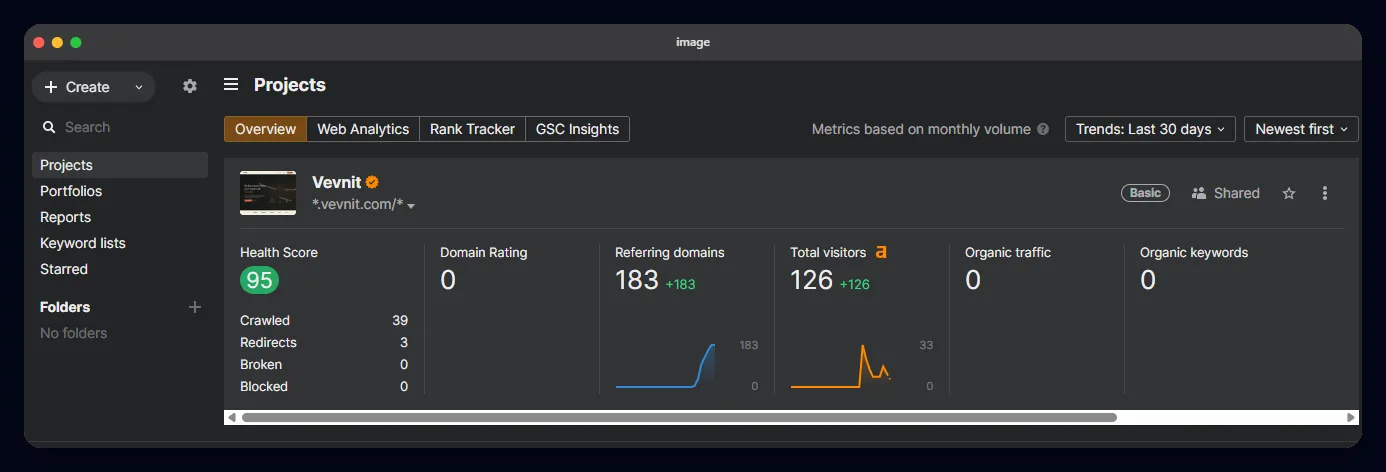 image
Create
Search
Projects
Portfolios
Reports
Keyword lists
Starred
Folders
No folders
Projects
Overview Web Analytics Rank Tracker GSC Insights
Metrics based on monthly volume ? Trends: Last 30 days Newest first
Vevnit
*.vevnit.com/*
Basic Shared
Health Score
95
Crawled 39
Redirects 3
Broken 0
Blocked 0
Domain Rating
0
Referring domains
183 +183
183
0
Total visitors a
126 +126
33
0
Organic traffic
0
Organic keywords
0